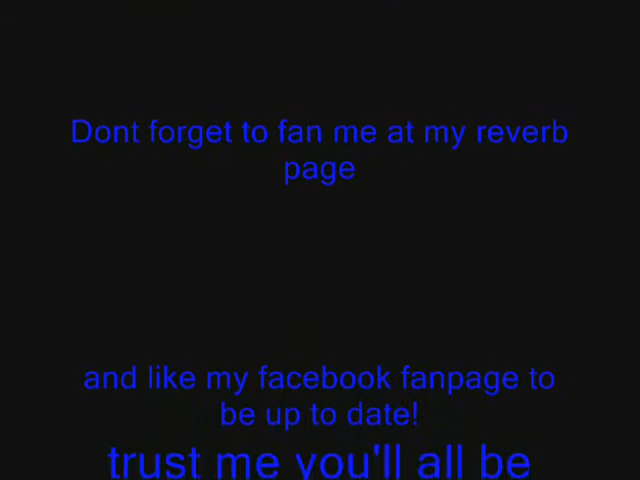 Dont forget to fan me at my reverb
page
and like my facebook fanpage to
be up to date!
trust me you'll all be